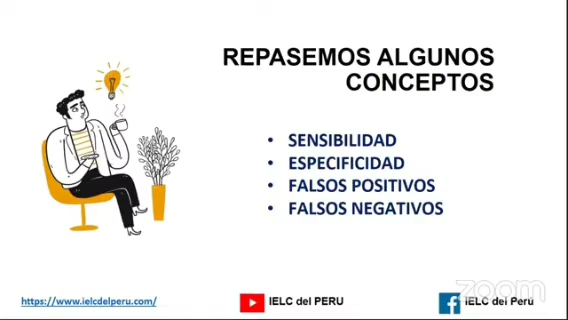 REPASEMOS ALGUNOS
CONCEPTOS
• SENSIBILIDAD
• ESPECIFICIDAD
• FALSOS POSITIVOS
• FALSOS NEGATIVOS
https://www.ielcdelperu.com/
IELC del PERU
IELC del PERU
zoom